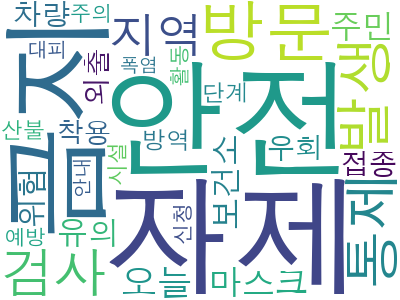 차량
주의
지역
방문
주민
대피
폭염
활동
외출
금지
안전
발생
단계
산불
착용
방역
우회
접종
시설
위험
안내
보건소
예방
유의
신청
자제
통제
검사
오늘
마스크